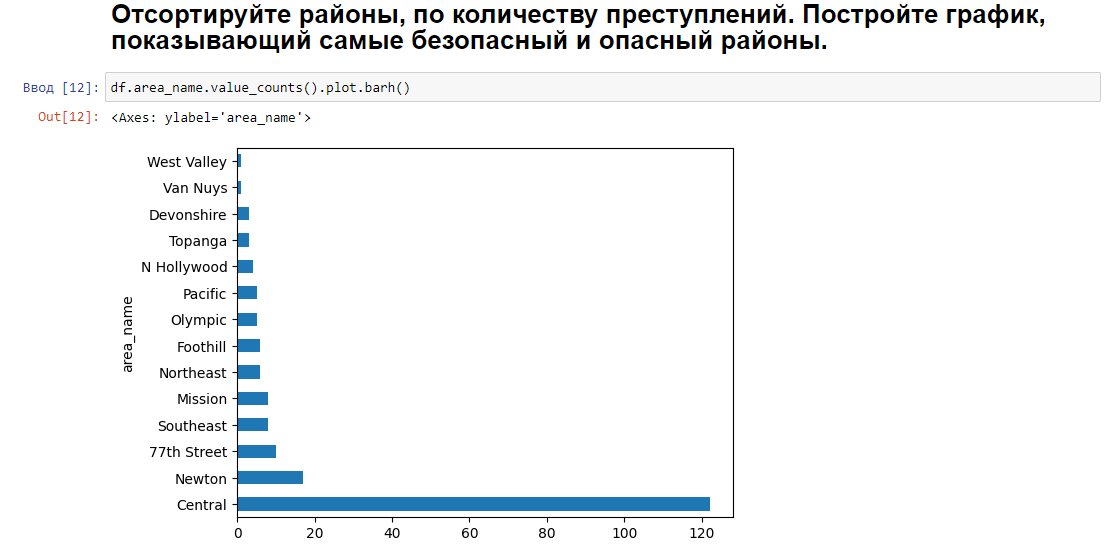 Отсортируйте районы, по количеству преступлений. Постройте график,
показывающий самые безопасный и опасный районы.
Ввод [12]: df.area_name.value_counts().plot.barh()
Out[12]: <Axes: ylabel='area_name'>
West Valley
Van Nuys
Devonshire
Topanga
N Hollywood
Pacific
Olympic
Foothill
Northeast
Mission
Southeast
77th Street
Newton
Central
area_name
0 20 40 60 80 100 120